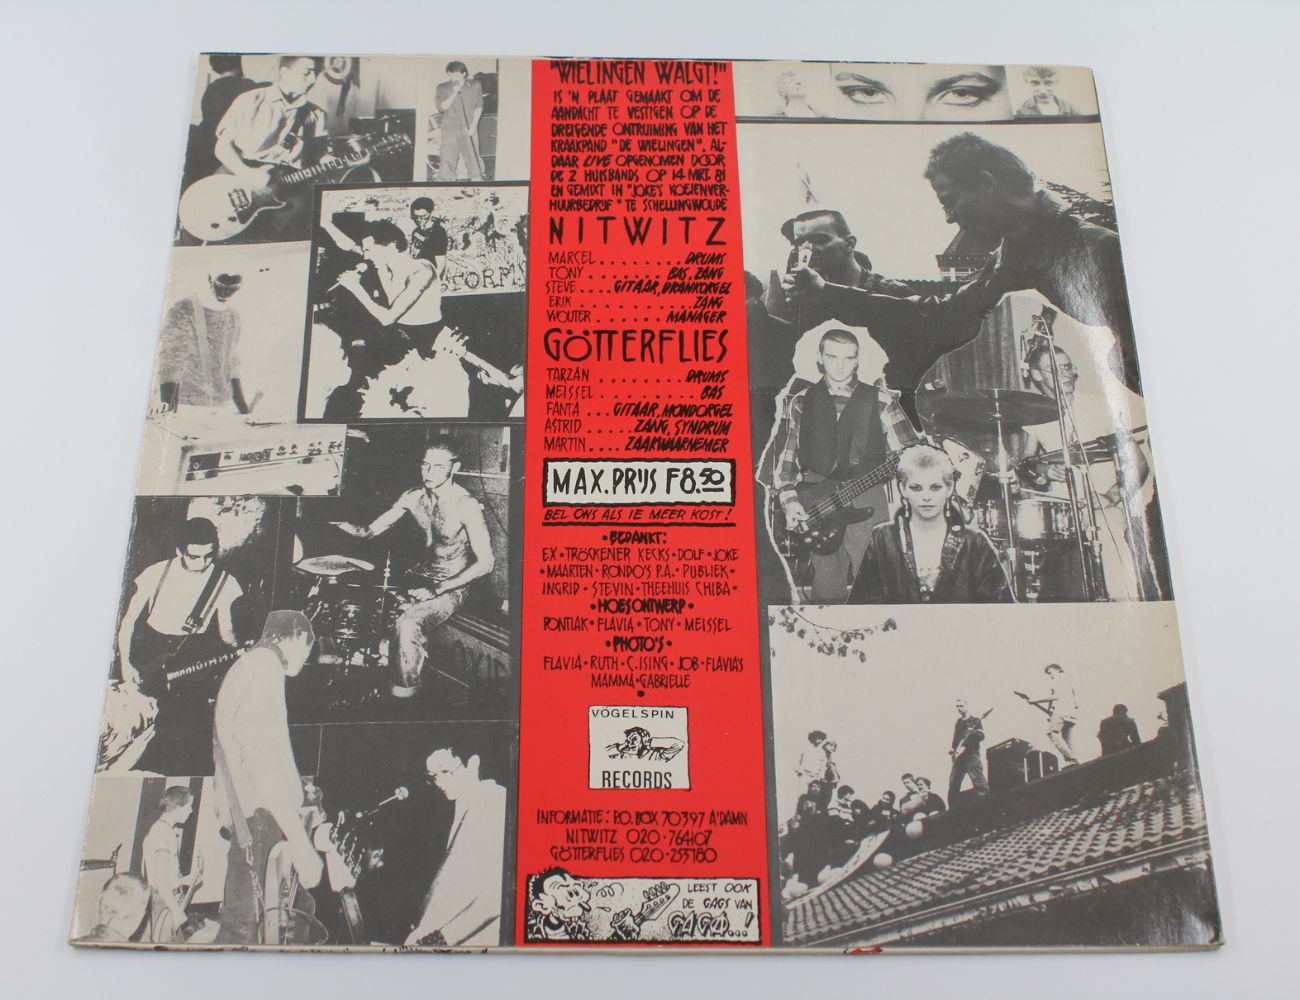 "WIELINGEN WALGT!"
IS 'N PLAAT GEMAAKT OM DE
AANDACHT TE VESTIGEN OP DE
DREIGENDE ONTRUIMING VAN HET
KRAAKPAND "DE WIELINGEN", AL-
DAAR LIVE OPGENOMEN DOOR
DE 2 HUISBANDS OP 14 MRT. 81
EN GEMIXT IN "JOKE'S KOEIENVER-
HUURBEDRIJF" TE SCHELLINGWOUDE
NITWITZ
MARCEL........DRUMS
TONY........BAS, ZANG
STEVE....GITAAR, DRANKORGEL
ERIK............ZANG
WOUTER......MANAGER
GÖTTERFLIES
TARZAN........DRUMS
MEISSEL.........BAS
FANTA...GITAAR, MONDORGEL
ASTRID.....ZANG, SYNDRUM
MARTIN....ZAAKWAARNEMER
MAX. PRIJS F8.50
BEL ONS ALS IE MEER KOST!
•BEDANKT:
EX•TRÖCKENER KECKS•DOLF•JOKE
•MAARTEN•RONDO'S P.A.•PUBLIEK•
INGRID•STEVIN•THEEHUIS CHIBA•
•HOESONTWERP•
PONTIAK•FLAVIA•TONY•MEISSEL
•PHOTO'S•
FLAVIA•RUTH•C.ISING•JOB•FLAVIA'S
MAMMA•GABRIELLE
VÖGELSPIN
RECORDS
INFORMATIE: P.O. BOX 70397 A'DAMN
NITWITZ 020-764107
GÖTTERFLIES 020-255180
LEEST OOK
DE GAGS VAN
GAGA...!